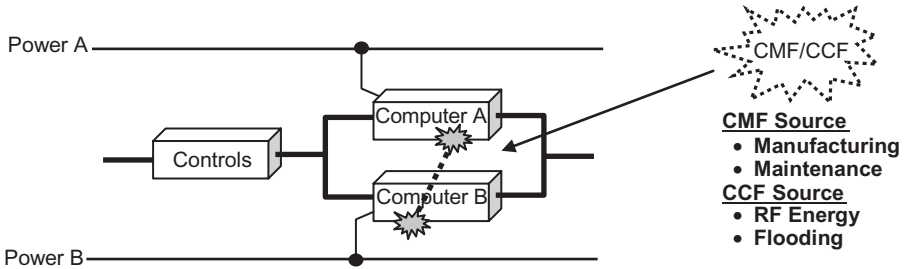 Power A
CMF/CCF
Computer A
Controls
Computer B
Power B
CMF Source
• Manufacturing
• Maintenance
CCF Source
• RF Energy
• Flooding